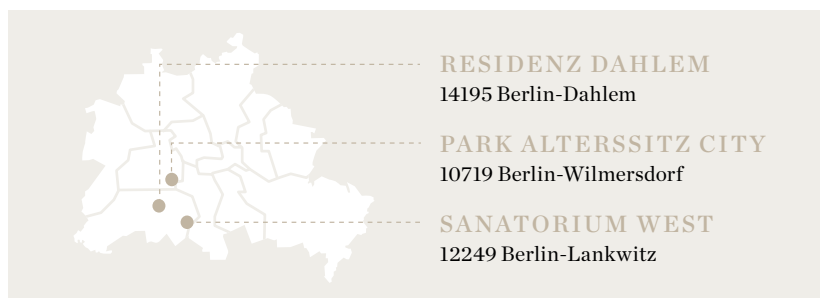 RESIDENZ DAHLEM
14195 Berlin-Dahlem
PARK ALTERSSITZ CITY
10719 Berlin-Wilmersdorf
SANATORIUM WEST
12249 Berlin-Lankwitz